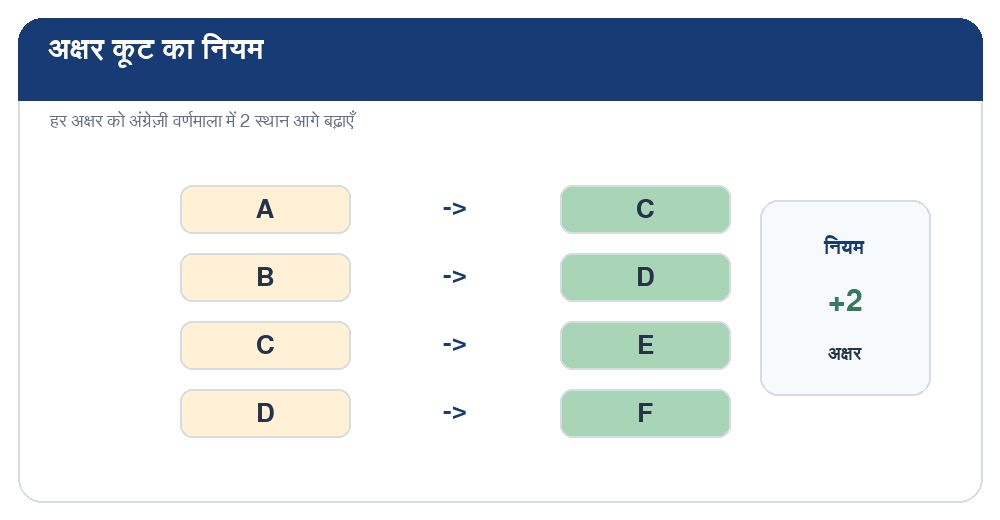 अक्षर कूट का नियम
हर अक्षर को अंग्रेज़ी वर्णमाला में 2 स्थान आगे बढ़ाएँ
A -> C
B -> D
C -> E
D -> F
नियम
+2
अक्षर